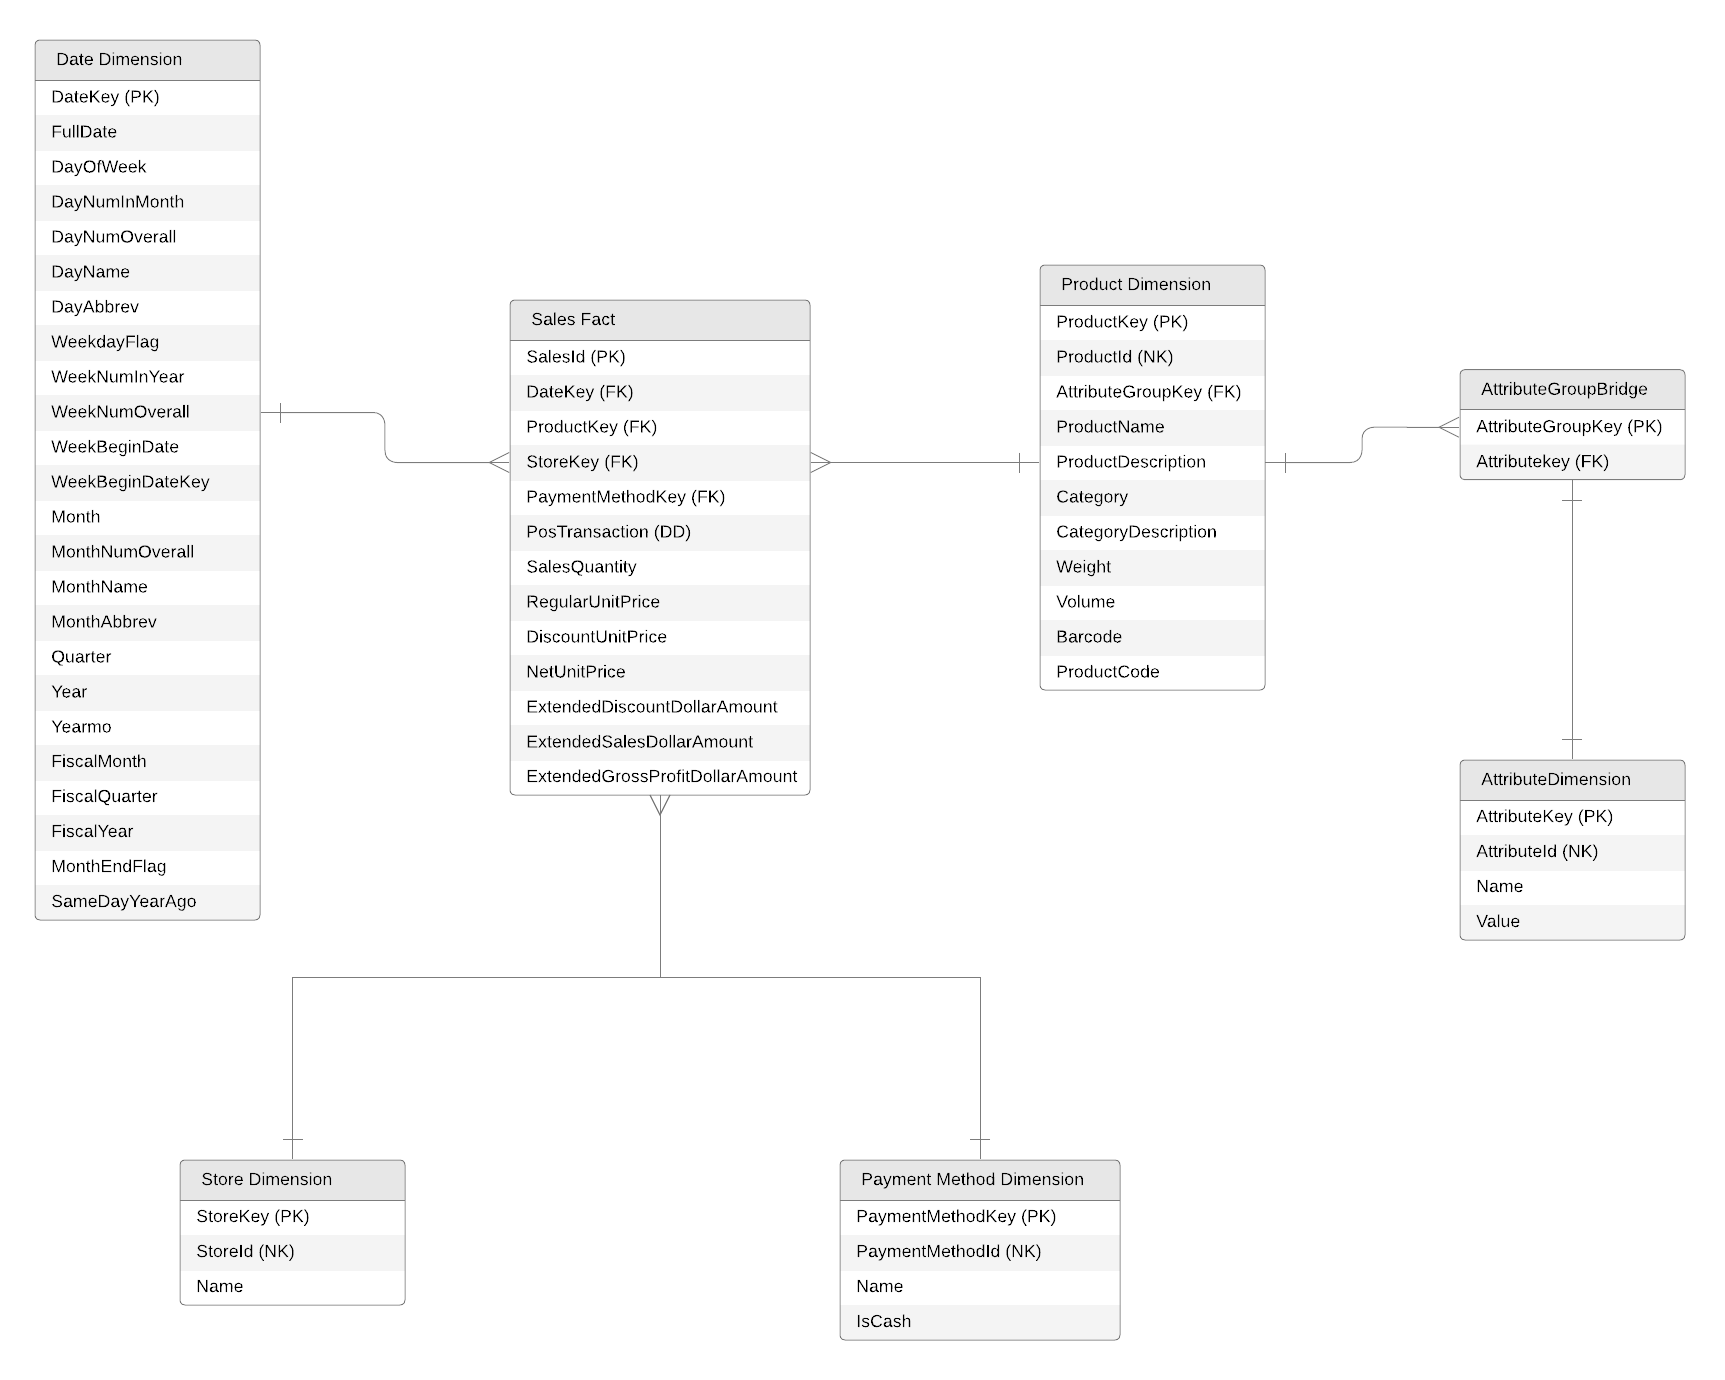 Date Dimension
DateKey (PK)
FullDate
DayOfWeek
DayNumInMonth
DayNumOverall
DayName
DayAbbrev
WeekdayFlag
WeekNumInYear
WeekNumOverall
WeekBeginDate
WeekBeginDateKey
Month
MonthNumOverall
MonthName
MonthAbbrev
Quarter
Year
Yearmo
FiscalMonth
FiscalQuarter
FiscalYear
MonthEndFlag
SameDayYearAgo
Sales Fact
SalesId (PK)
DateKey (FK)
ProductKey (FK)
StoreKey (FK)
PaymentMethodKey (FK)
PosTransaction (DD)
SalesQuantity
RegularUnitPrice
DiscountUnitPrice
NetUnitPrice
ExtendedDiscountDollarAmount
ExtendedSalesDollarAmount
ExtendedGrossProfitDollarAmount
Product Dimension
ProductKey (PK)
ProductId (NK)
AttributeGroupKey (FK)
ProductName
ProductDescription
Category
CategoryDescription
Weight
Volume
Barcode
ProductCode
AttributeGroupBridge
AttributeGroupKey (PK)
Attributekey (FK)
AttributeDimension
AttributeKey (PK)
AttributeId (NK)
Name
Value
Store Dimension
StoreKey (PK)
StoreId (NK)
Name
Payment Method Dimension
PaymentMethodKey (PK)
PaymentMethodId (NK)
Name
IsCash